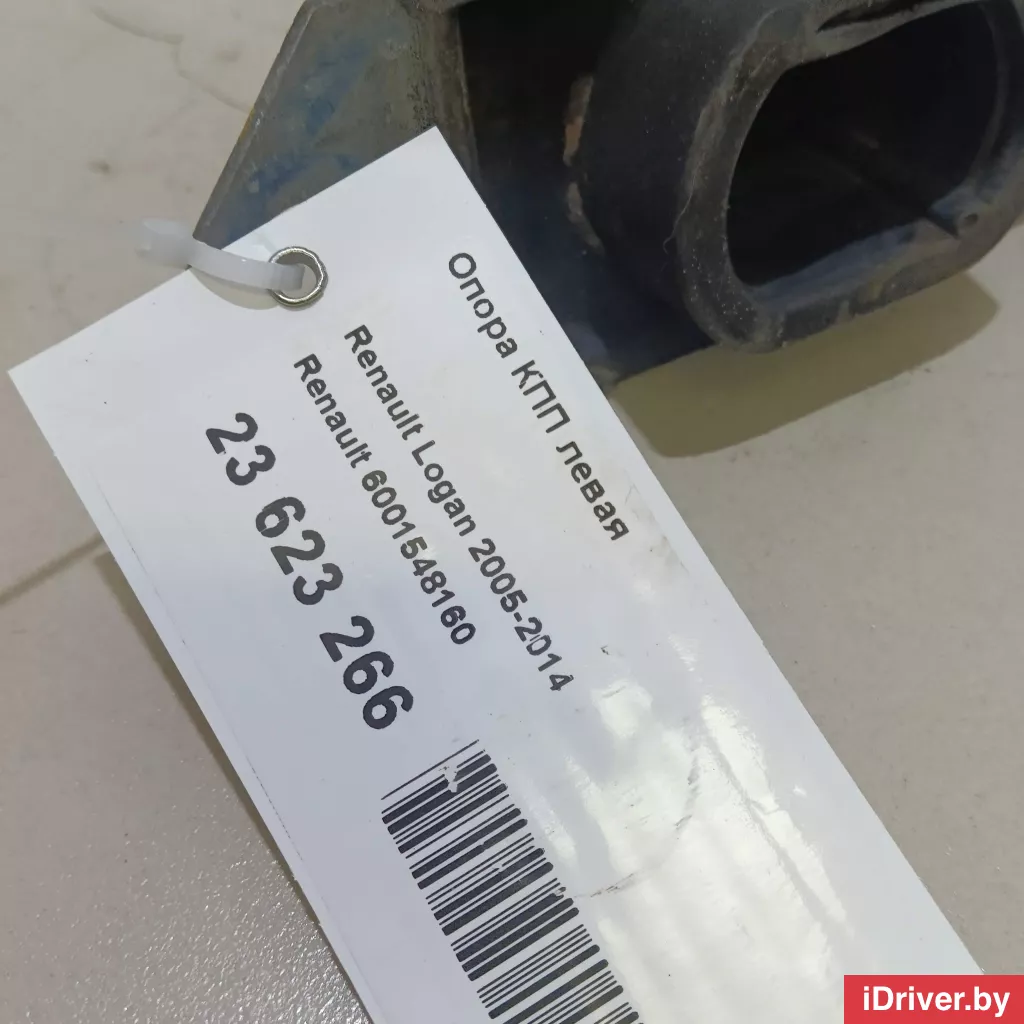 Опора КПП левая
Renault Logan 2005-2014
Renault 6001548160
23 623 266
iDriver.by